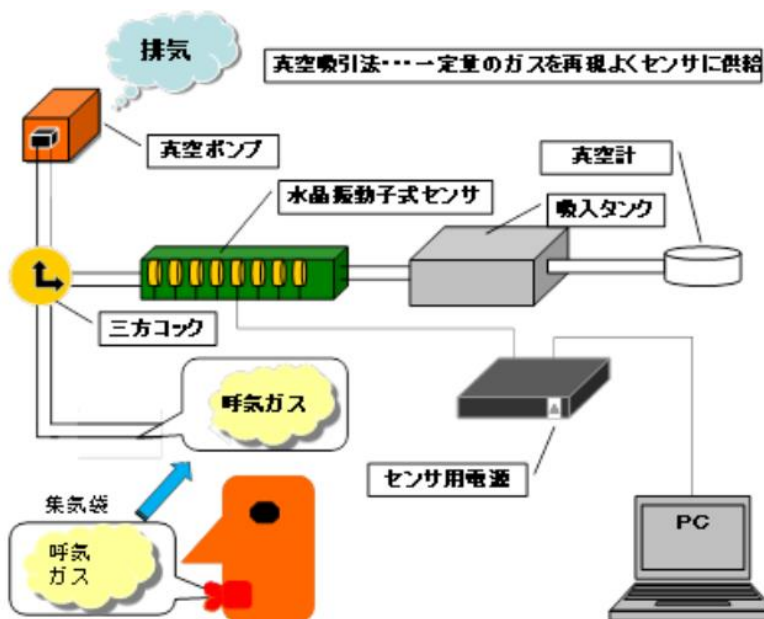 排気
真空吸引法･･･一定量のガスを再現よくセンサに供給
真空ポンプ
真空計
水晶振動子式センサ
吸入タンク
三方コック
呼気ガス
センサ用電源
集気袋
呼気
ガス
PC